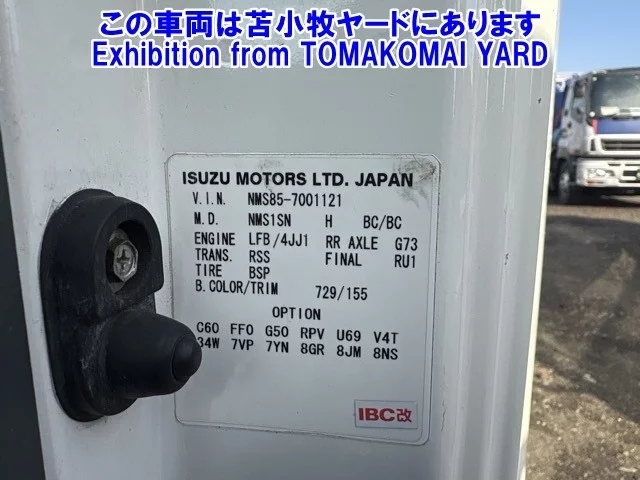 この車両は苫小牧ヤードにあります
Exhibition from TOMAKOMAI YARD
ISUZU MOTORS LTD. JAPAN
V.I.N. NMS85-7001121
M.D. NMS1SN H BC/BC
ENGINE LFB/4JJ1 RR AXLE G73
TRANS. RSS FINAL RU1
TIRE BSP
B.COLOR/TRIM 729/155
OPTION
C60 FF0 G50 RPV U69 V4T
34W 7VP 7YN 8GR 8JM 8NS
IBC改